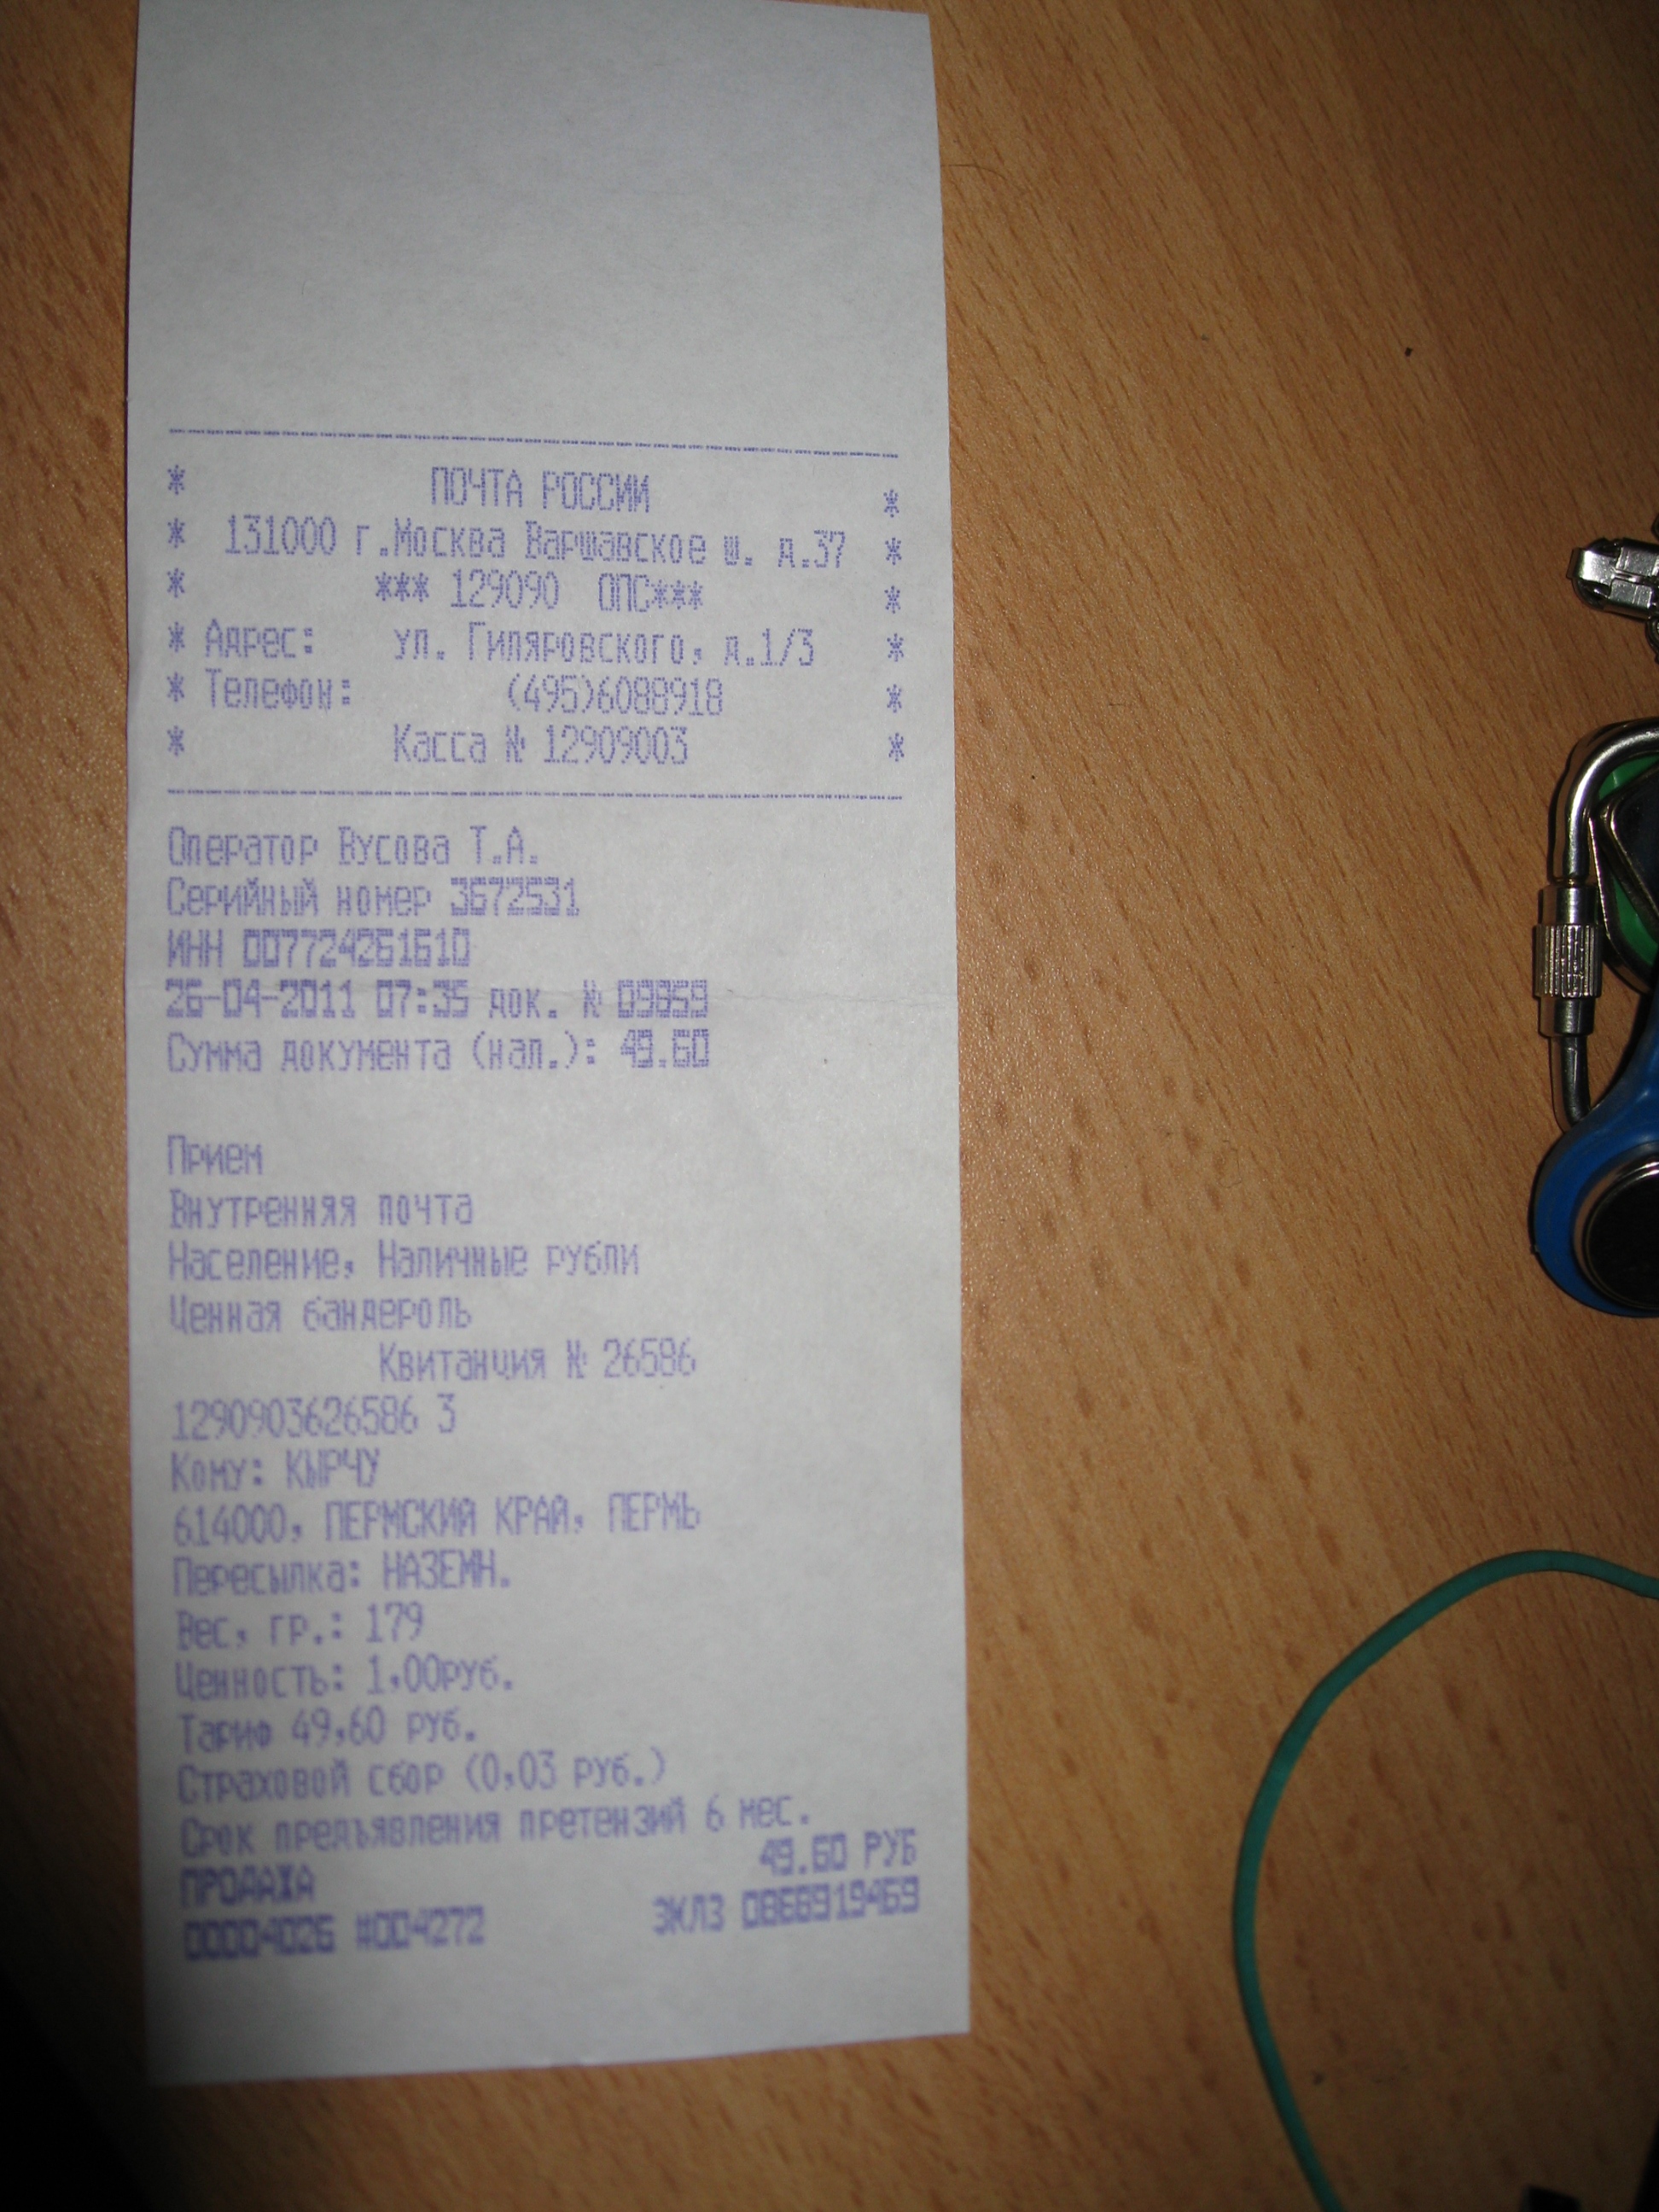 * ПОЧТА РОССИИ *
* 131000 г.Москва Варшавское ш. д.37 *
* *** 129090 ОПС*** *
* Адрес: ул. Гиляровского, д.1/3 *
* Телефон: (495)6088918 *
* Касса № 12909003 *
Оператор Вусова Т.А.
Серийный номер 3672531
ИНН 007724261610
26-04-2011 07:35 док. № 09859
Сумма документа (нал.): 49.60
Прием
Внутренняя почта
Население, Наличные рубли
Ценная бандероль
Квитанция № 26586
1290903626586 3
Кому: КЫРЧУ
614000, ПЕРМСКИЙ КРАЙ, ПЕРМЬ
Пересылка: НАЗЕМН.
Вес, гр.: 179
Ценность: 1,00руб.
Тариф 49,60 руб.
Страховой сбор (0,03 руб.)
Срок предъявления претензий 6 мес.
ПРОДАЖА 49.60 РУБ
00004026 #004272 ЭКЛЗ 0868919469